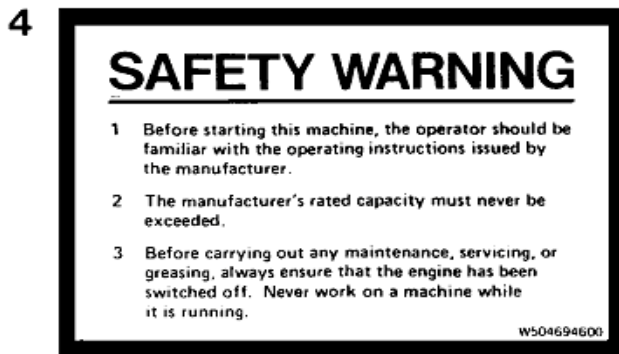 4
SAFETY WARNING
1 Before starting this machine, the operator should be
familiar with the operating instructions issued by
the manufacturer.
2 The manufacturer's rated capacity must never be
exceeded.
3 Before carrying out any maintenance, servicing, or
greasing, always ensure that the engine has been
switched off. Never work on a machine while
it is running.
W504694600